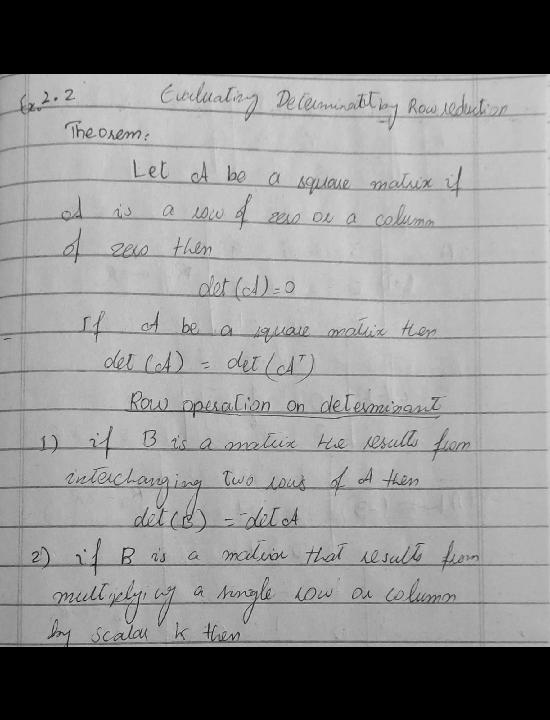 Ex. 2.2 Evaluating Determinant by Row reduction
Theorem:
Let A be a square matrix if
A is a row of zero or a column
of zero then
det(A)=0
If A be a square matrix then
det (A) = det (Aᵀ)
Row operation on determinant
1) if B is a matrix the results from
interchanging two rows of A then
det(B) = -det A
2) if B is a matrix that results from
multiplying a single row or column
by scalar k then